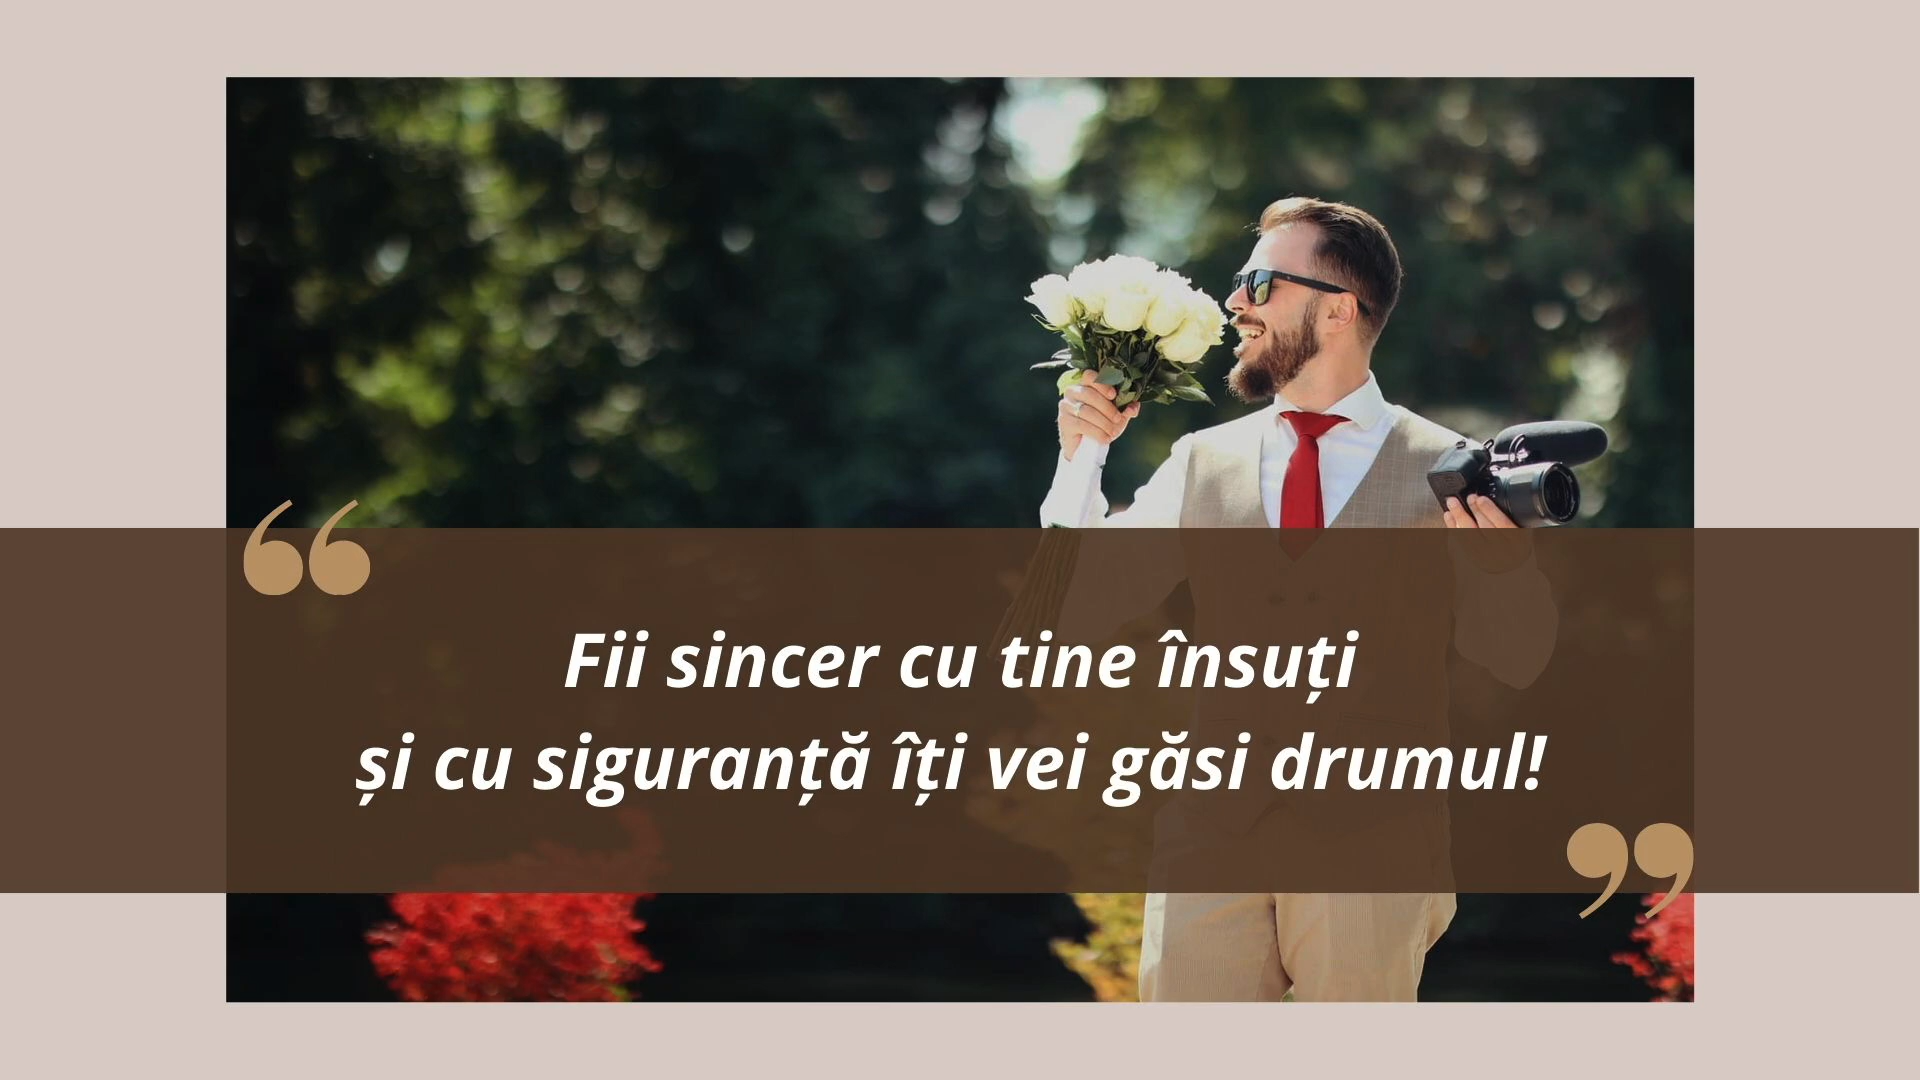 “
Fii sincer cu tine însuți
și cu siguranță îți vei găsi drumul!
”